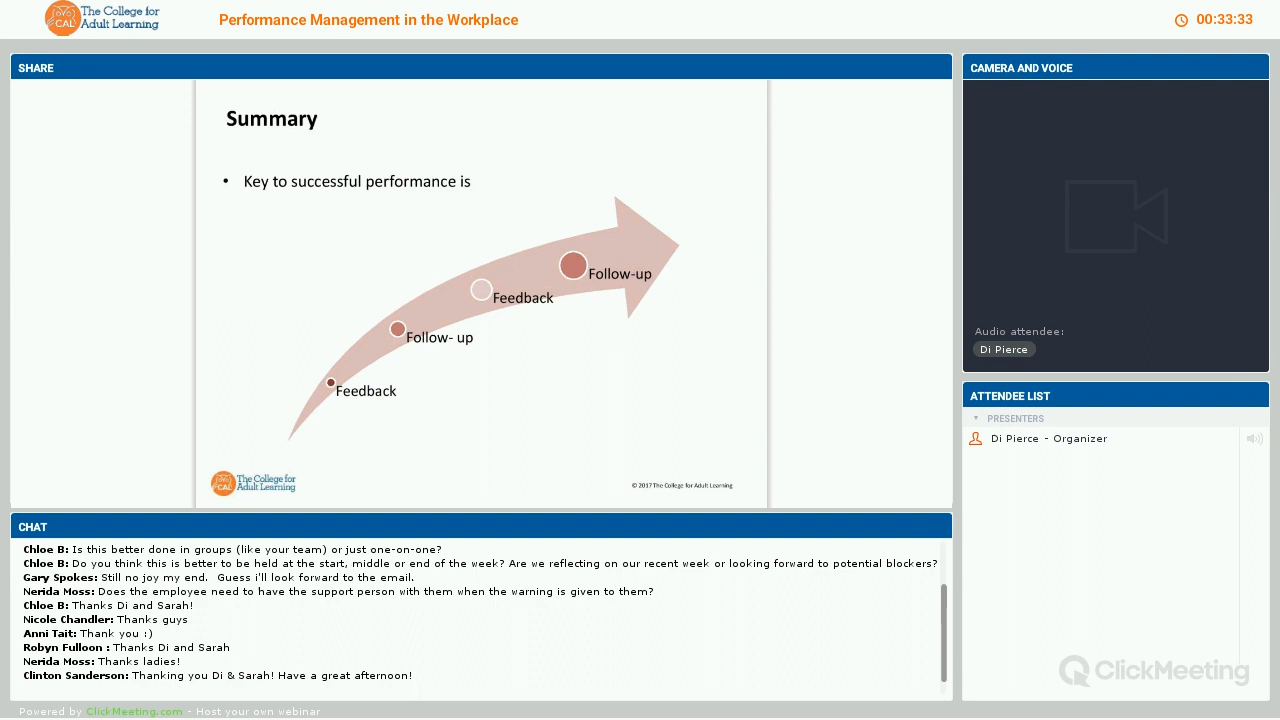 The College for
Adult Learning
CAL
Performance Management in the Workplace
00:33:33
SHARE
Summary
• Key to successful performance is
Follow-up
Feedback
Follow- up
Feedback
CAL
The College for
Adult Learning
© 2017 The College for Adult Learning
CAMERA AND VOICE
Audio attendee:
Di Pierce
ATTENDEE LIST
PRESENTERS
Di Pierce - Organizer
CHAT
Chloe B: Is this better done in groups (like your team) or just one-on-one?
Chloe B: Do you think this is better to be held at the start, middle or end of the week? Are we reflecting on our recent week or looking forward to potential blockers?
Gary Spokes: Still no joy my end.  Guess i'll look forward to the email.
Nerida Moss: Does the employee need to have the support person with them when the warning is given to them?
Chloe B: Thanks Di and Sarah!
Nicole Chandler: Thanks guys
Anni Tait: Thank you :)
Robyn Fulloon : Thanks Di and Sarah
Nerida Moss: Thanks ladies!
Clinton Sanderson: Thanking you Di & Sarah! Have a great afternoon!
ClickMeeting
Powered by ClickMeeting.com - Host your own webinar